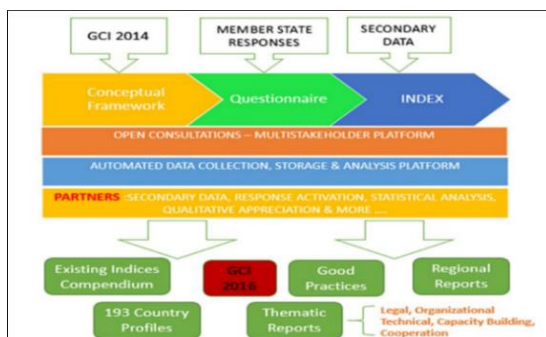 GCI 2014
MEMBER STATE
RESPONSES
SECONDARY
DATA
Conceptual
Framework
Questionnaire
INDEX
OPEN CONSULTATIONS – MULTISTAKEHOLDER PLATFORM
AUTOMATED DATA COLLECTION, STORAGE & ANALYSIS PLATFORM
PARTNERS :SECONDARY DATA, RESPONSE ACTIVATION, STATISTICAL ANALYSIS,
QUALITATIVE APPRECIATION & MORE ....
Existing Indices
Compendium
GCI
2016
Good
Practices
Regional
Reports
193 Country
Profiles
Thematic
Reports
Legal, Organizational
Technical, Capacity Building,
Cooperation